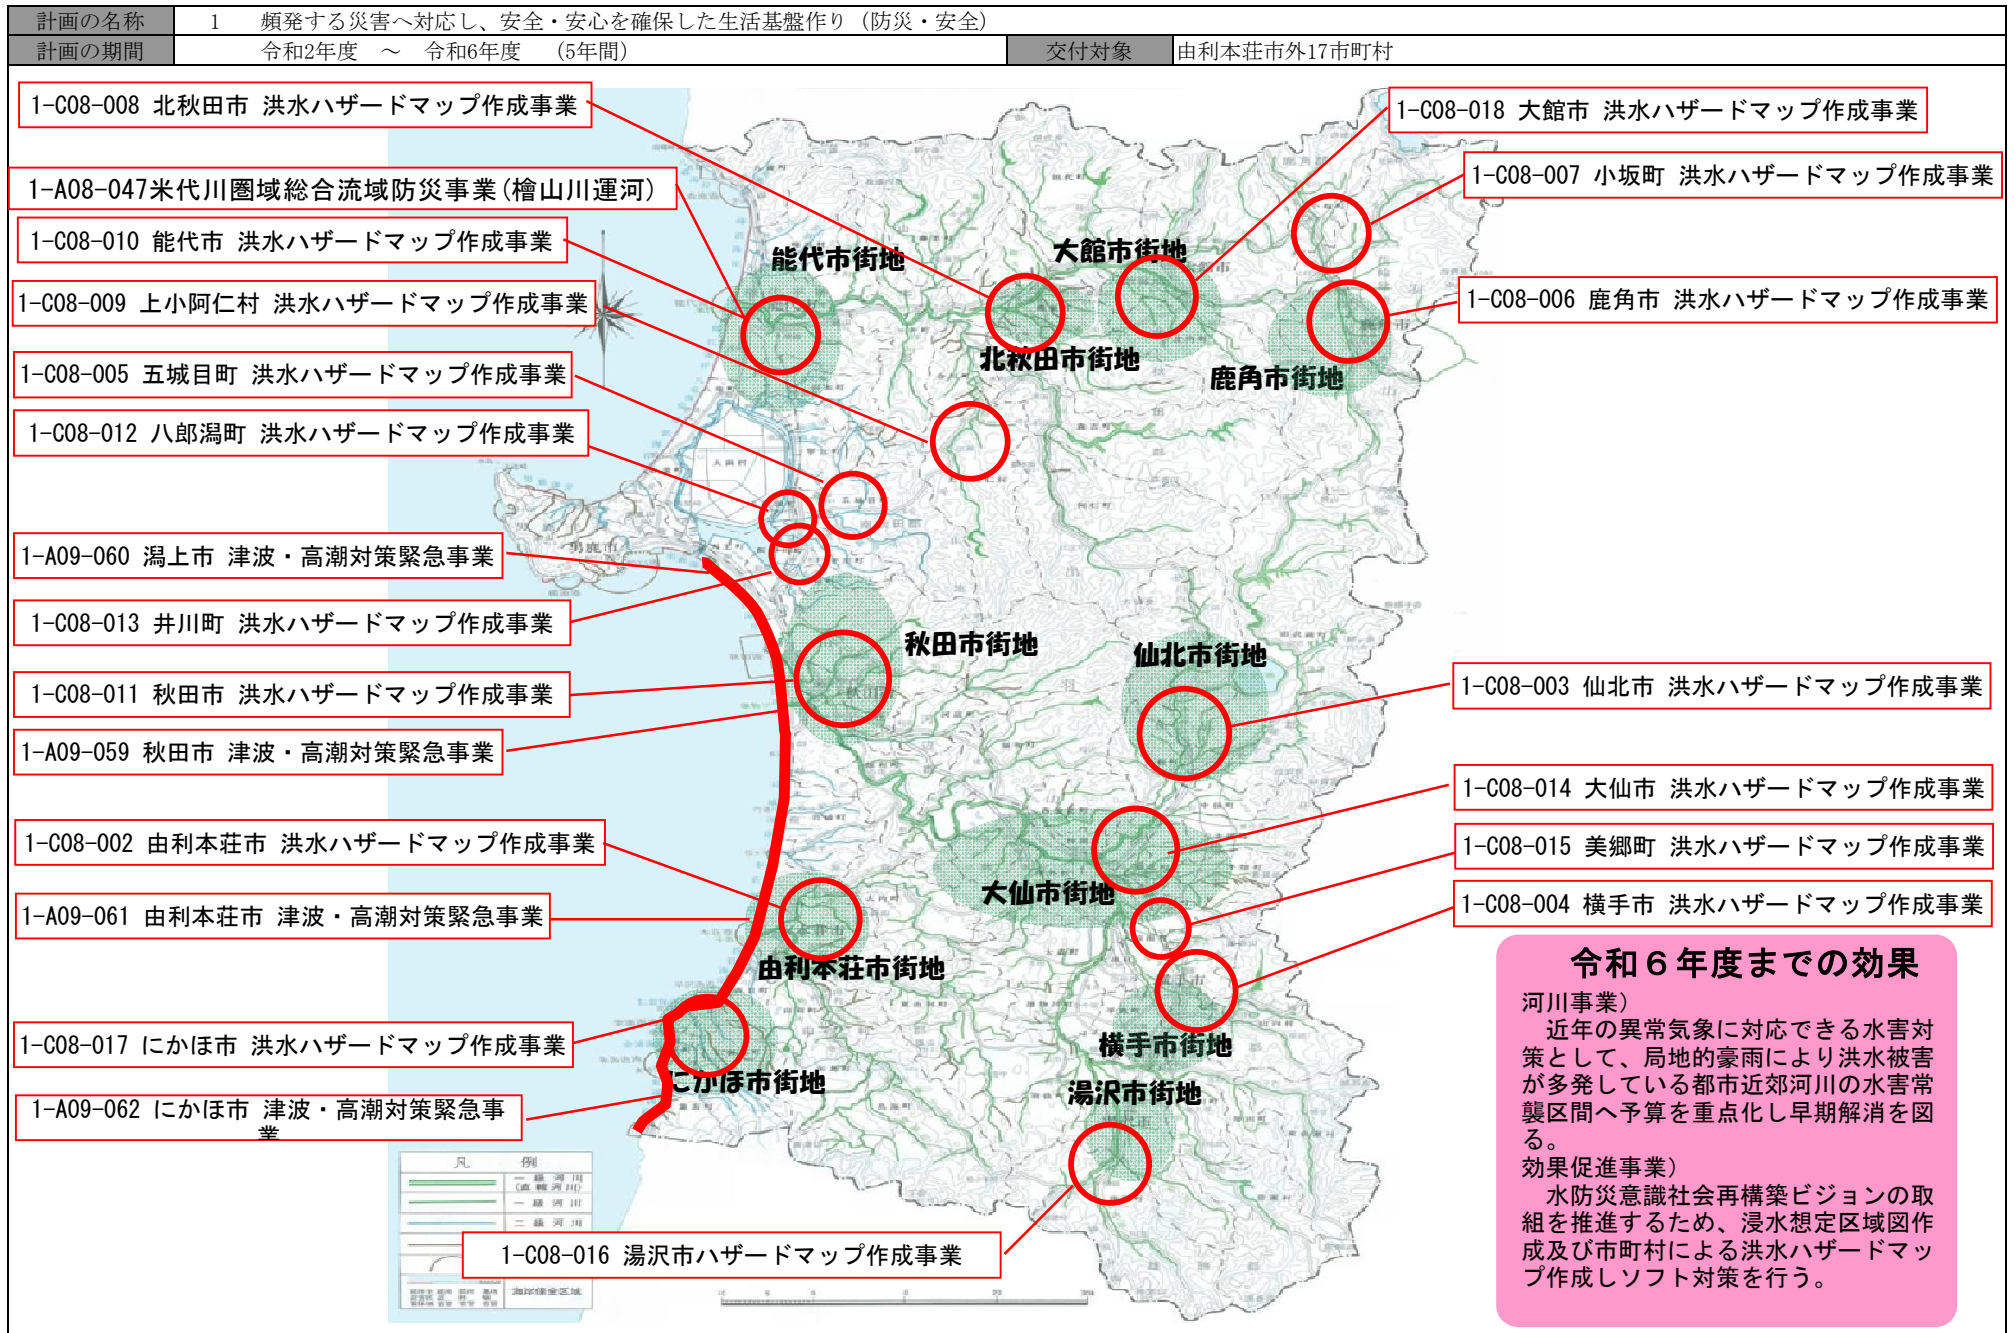 計画の名称 1 頻発する災害へ対応し、安全・安心を確保した生活基盤作り（防災・安全）
計画の期間 令和2年度 ～ 令和6年度 （5年間） 交付対象 由利本荘市外17市町村
1-C08-008 北秋田市 洪水ハザードマップ作成事業
1-A08-047米代川圏域総合流域防災事業(檜山川運河)
1-C08-010 能代市 洪水ハザードマップ作成事業
1-C08-009 上小阿仁村 洪水ハザードマップ作成事業
1-C08-005 五城目町 洪水ハザードマップ作成事業
1-C08-012 八郎潟町 洪水ハザードマップ作成事業
1-A09-060 潟上市 津波・高潮対策緊急事業
1-C08-013 井川町 洪水ハザードマップ作成事業
1-C08-011 秋田市 洪水ハザードマップ作成事業
1-A09-059 秋田市 津波・高潮対策緊急事業
1-C08-002 由利本荘市 洪水ハザードマップ作成事業
1-A09-061 由利本荘市 津波・高潮対策緊急事業
1-C08-017 にかほ市 洪水ハザードマップ作成事業
1-A09-062 にかほ市 津波・高潮対策緊急事
業
1-C08-016 湯沢市ハザードマップ作成事業
1-C08-018 大館市 洪水ハザードマップ作成事業
1-C08-007 小坂町 洪水ハザードマップ作成事業
1-C08-006 鹿角市 洪水ハザードマップ作成事業
1-C08-003 仙北市 洪水ハザードマップ作成事業
1-C08-014 大仙市 洪水ハザードマップ作成事業
1-C08-015 美郷町 洪水ハザードマップ作成事業
1-C08-004 横手市 洪水ハザードマップ作成事業
能代市街地
大館市街地
北秋田市街地
鹿角市街地
秋田市街地
仙北市街地
大仙市街地
由利本荘市街地
横手市街地
にかほ市街地
湯沢市街地
凡 例
一級河川
(直轄河川)
一級河川
二級河川
海岸保全区域
令和６年度までの効果
河川事業）
近年の異常気象に対応できる水害対
策として、局地的豪雨により洪水被害
が多発している都市近郊河川の水害常
襲区間へ予算を重点化し早期解消を図
る。
効果促進事業）
水防災意識社会再構築ビジョンの取
組を推進するため、浸水想定区域図作
成及び市町村による洪水ハザードマッ
プ作成しソフト対策を行う。